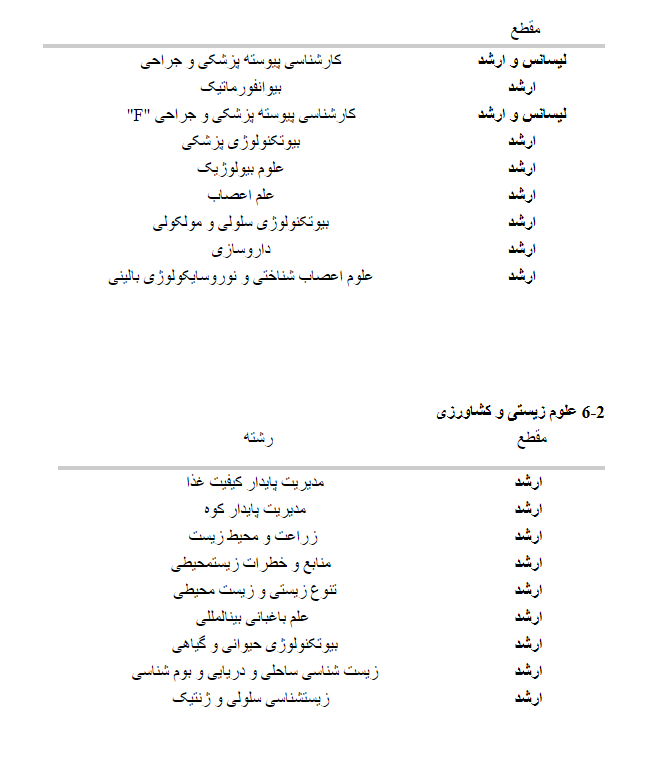 مقطع
لیسانس و ارشد کارشناسی پیوسته پزشکی و جراحی
ارشد بیوانفورماتیک
لیسانس و ارشد کارشناسی پیوسته پزشکی و جراحی "F"
ارشد بیوتکنولوژی پزشکی
ارشد علوم بیولوژیک
ارشد علم اعصاب
ارشد بیوتکنولوژی سلولی و مولکولی
ارشد داروسازی
ارشد علوم اعصاب شناختی و نوروسایکولوژی بالینی
6-2 علوم زیستی و کشاورزی
مقطع رشته
ارشد مدیریت پایدار کیفیت غذا
ارشد مدیریت پایدار کوه
ارشد زراعت و محیط زیست
ارشد منابع و خطرات زیستمحیطی
ارشد تنوع زیستی و زیست محیطی
ارشد علم باغبانی بینالمللی
ارشد بیوتکنولوژی حیوانی و گیاهی
ارشد زیست شناسی ساحلی و دریایی و بوم شناسی
ارشد زیستشناسی سلولی و ژنتیک